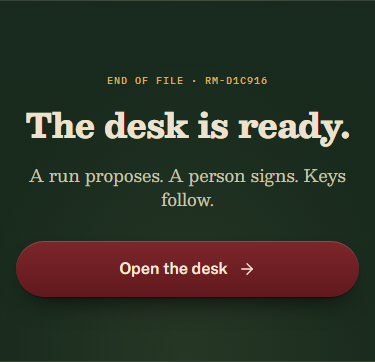 END OF FILE · RM-D1C916
The desk is ready.
A run proposes. A person signs. Keys
follow.
Open the desk →